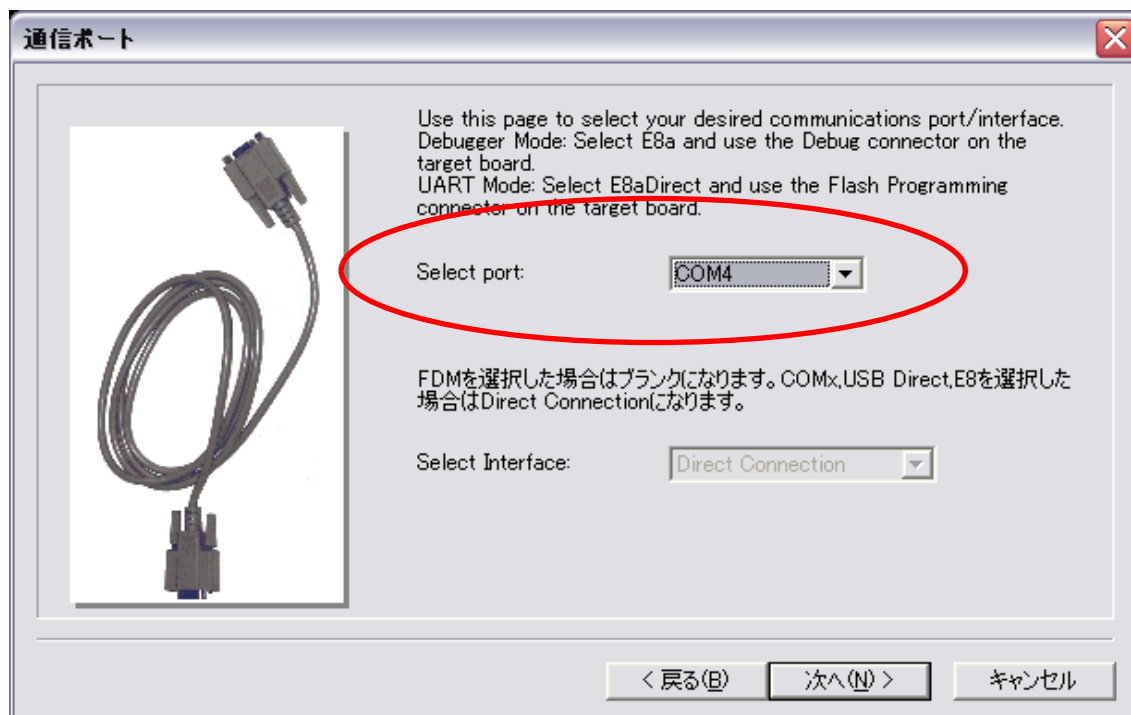 通信ポート
Use this page to select your desired communications port/interface.
Debugger Mode: Select E8a and use the Debug connector on the
target board.
UART Mode: Select E8aDirect and use the Flash Programming
connector on the target board.
Select port:
COM4
FDMを選択した場合はブランクになります。COMx,USB Direct,E8を選択した
場合はDirect Connectionになります。
Select Interface:
Direct Connection
< 戻る(B)
次へ(N) >
キャンセル